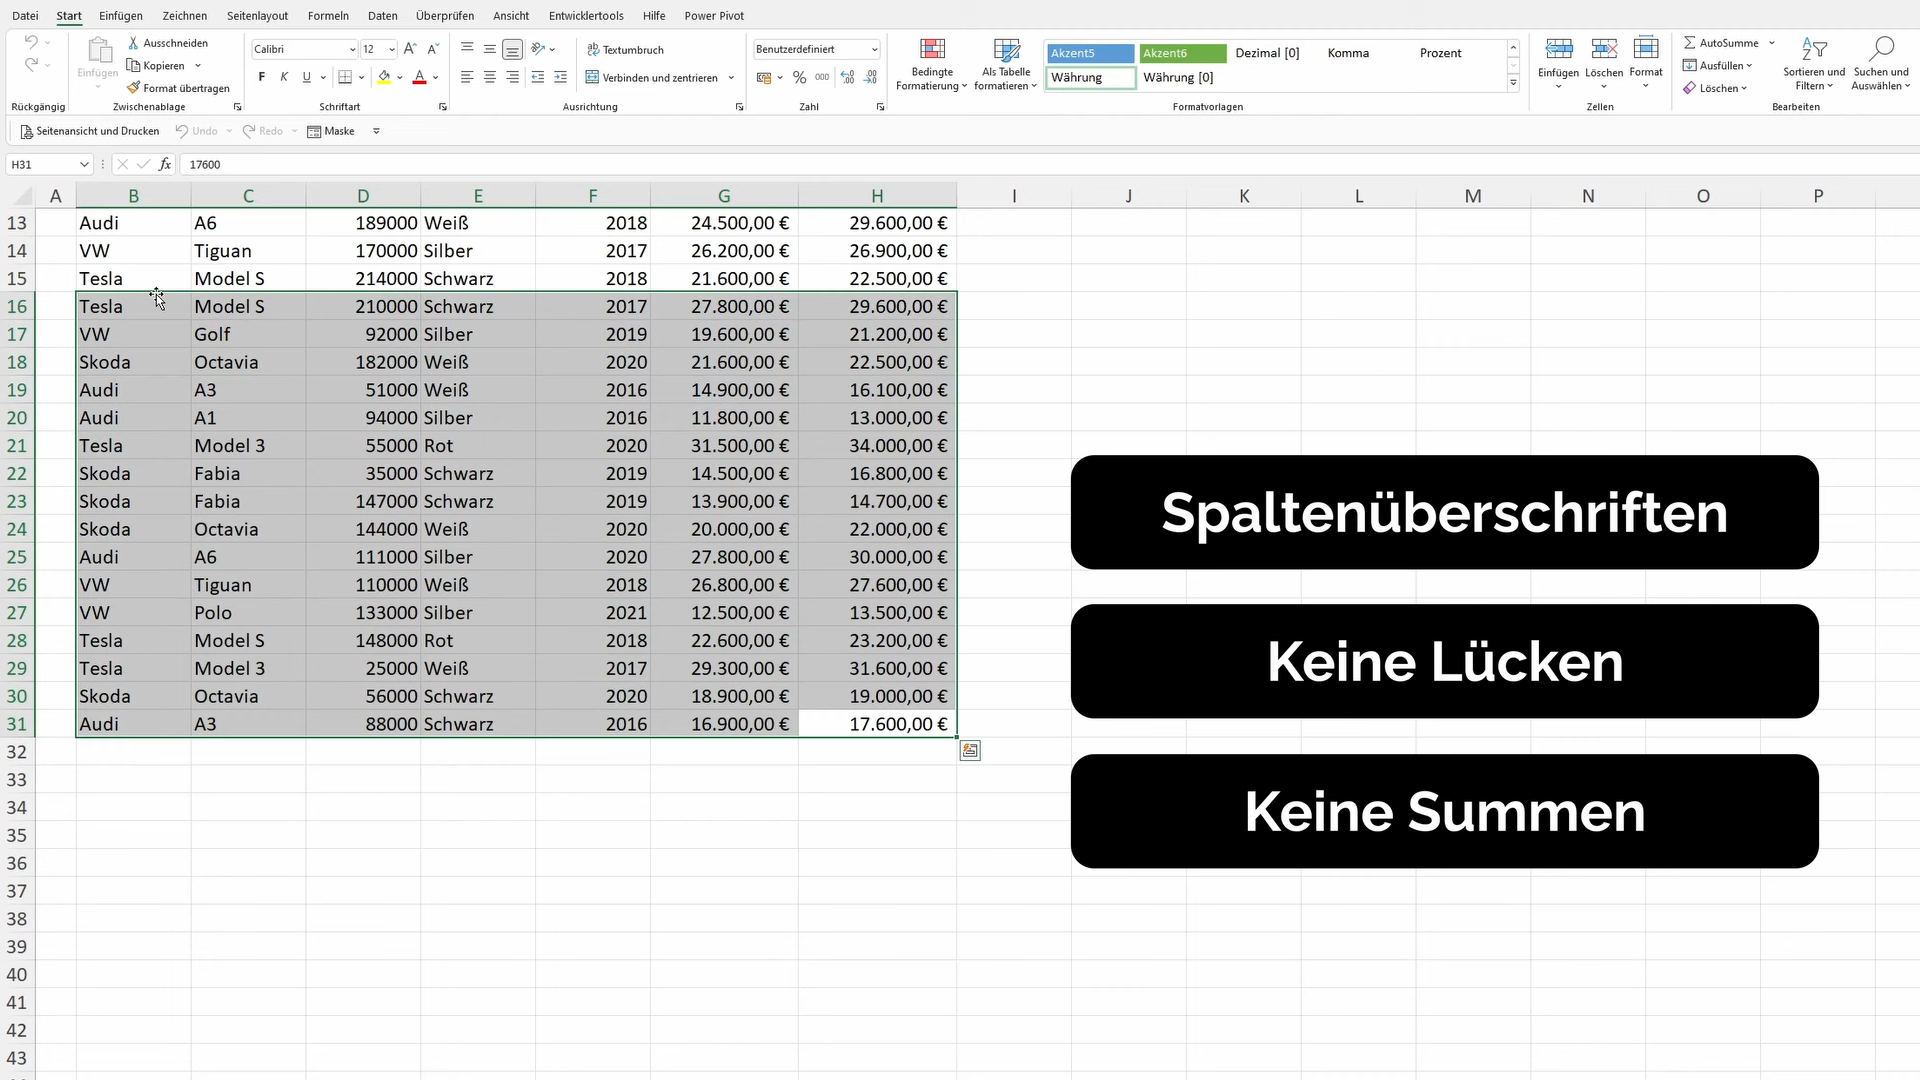 Datei Start Einfügen Zeichnen Seitenlayout Formeln Daten Überprüfen Ansicht Entwicklertools Hilfe Power Pivot
Einfügen
Ausschneiden
Kopieren
Format übertragen
Calibri 12
F K U
Textumbruch
Verbinden und zentrieren
Benutzerdefiniert
% 000
Bedingte Formatierung
Als Tabelle formatieren
Akzent5 Akzent6 Dezimal [0] Komma Prozent
Währung Währung [0]
Einfügen Löschen Format
AutoSumme
Ausfüllen
Löschen
Sortieren und Filtern
Suchen und Auswählen
Rückgängig Zwischenablage Schriftart Ausrichtung Zahl Formatvorlagen Zellen Bearbeiten
Seitenansicht und Drucken Undo Redo Maske
H31 fx 17600
A B C D E F G H I J K L M N O P
13 Audi A6 189000 Weiß 2018 24.500,00 € 29.600,00 €
14 VW Tiguan 170000 Silber 2017 26.200,00 € 26.900,00 €
15 Tesla Model S 214000 Schwarz 2018 21.600,00 € 22.500,00 €
16 Tesla Model S 210000 Schwarz 2017 27.800,00 € 29.600,00 €
17 VW Golf 92000 Silber 2019 19.600,00 € 21.200,00 €
18 Skoda Octavia 182000 Weiß 2020 21.600,00 € 22.500,00 €
19 Audi A3 51000 Weiß 2016 14.900,00 € 16.100,00 €
20 Audi A1 94000 Silber 2016 11.800,00 € 13.000,00 €
21 Tesla Model 3 55000 Rot 2020 31.500,00 € 34.000,00 €
22 Skoda Fabia 35000 Schwarz 2019 14.500,00 € 16.800,00 €
23 Skoda Fabia 147000 Schwarz 2019 13.900,00 € 14.700,00 €
24 Skoda Octavia 144000 Weiß 2020 20.000,00 € 22.000,00 €
25 Audi A6 111000 Silber 2020 27.800,00 € 30.000,00 €
26 VW Tiguan 110000 Weiß 2018 26.800,00 € 27.600,00 €
27 VW Polo 133000 Silber 2021 12.500,00 € 13.500,00 €
28 Tesla Model S 148000 Rot 2018 22.600,00 € 23.200,00 €
29 Tesla Model 3 25000 Weiß 2017 29.300,00 € 31.600,00 €
30 Skoda Octavia 56000 Schwarz 2020 18.900,00 € 19.000,00 €
31 Audi A3 88000 Schwarz 2016 16.900,00 € 17.600,00 €
32
33
34
35
36
37
38
39
40
41
42
43
Spaltenüberschriften
Keine Lücken
Keine Summen